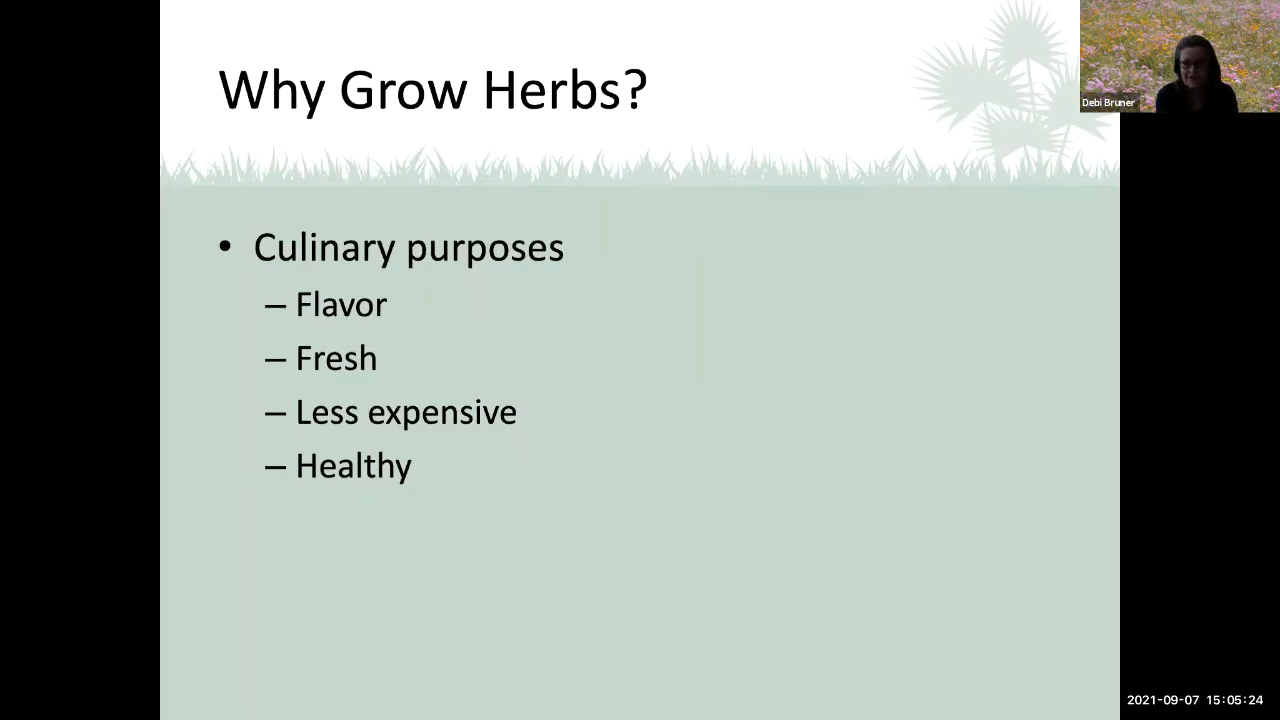 Why Grow Herbs?
Debi Bruner
• Culinary purposes
– Flavor
– Fresh
– Less expensive
– Healthy
2021-09-07 15:05:24